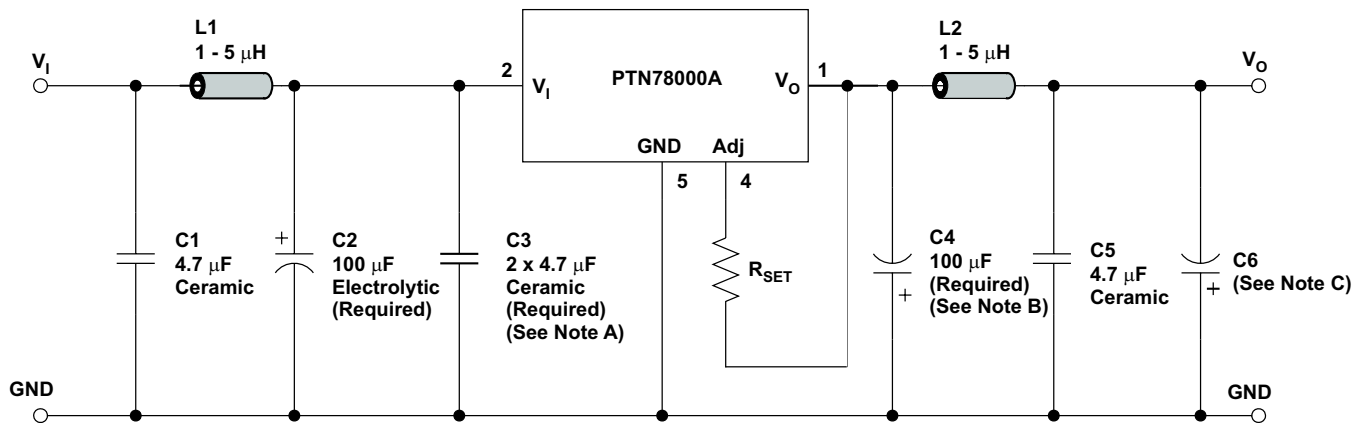 L1
1 - 5 μH
V_I
2
V_I
PTN78000A
V_O
1
GND
Adj
5
4
L2
1 - 5 μH
V_O
C1
4.7 μF
Ceramic
+
C2
100 μF
Electrolytic
(Required)
C3
2 x 4.7 μF
Ceramic
(Required)
(See Note A)
R_SET
C4
100 μF
(Required)
(See Note B)
+
C5
4.7 μF
Ceramic
C6
(See Note C)
+
GND
GND